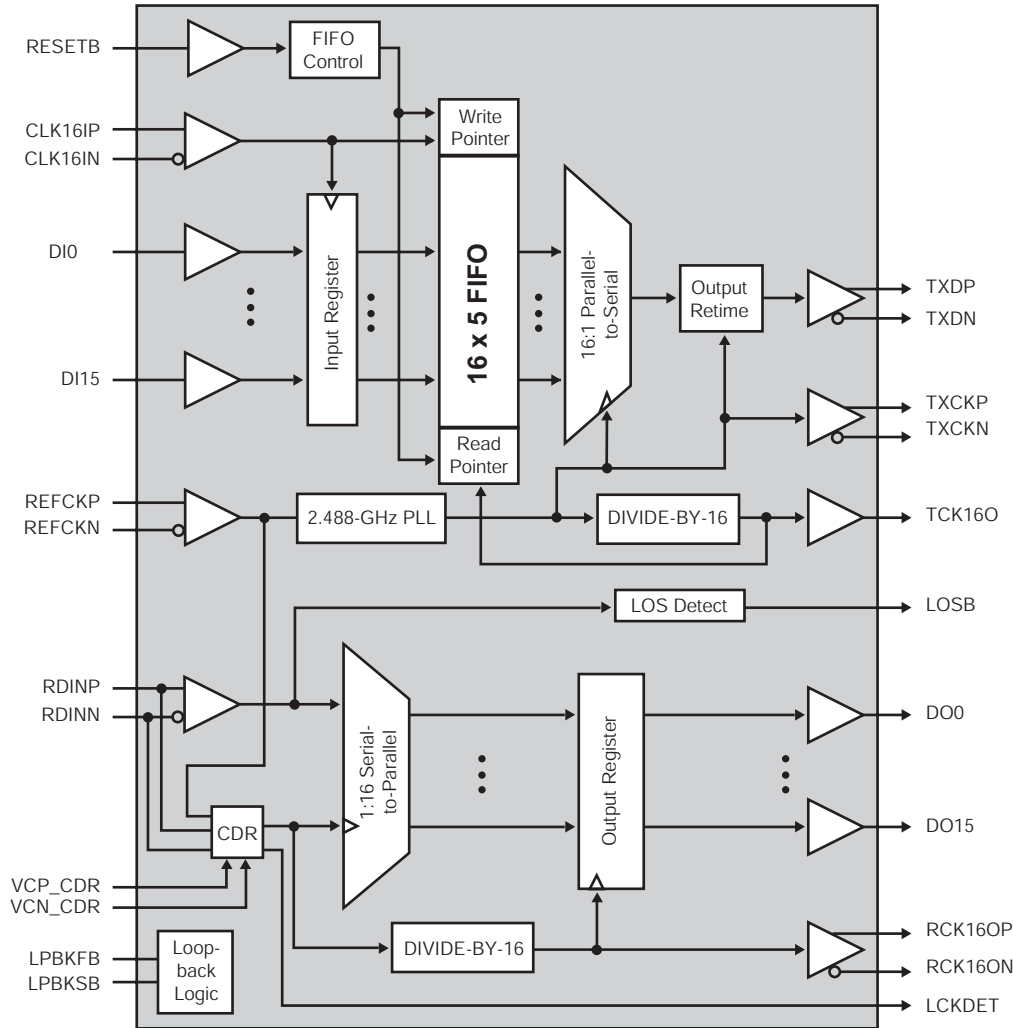 RESETB
FIFO
Control
CLK16IP
CLK16IN
Write
Pointer
DI0
DI15
Input Register
16 x 5 FIFO
16:1 Parallel-
to-Serial
Output
Retime
TXDP
TXDN
TXCKP
TXCKN
Read
Pointer
REFCKP
REFCKN
2.488-GHz PLL
DIVIDE-BY-16
TCK16O
LOS Detect
LOSB
RDINP
RDINN
1:16 Serial-
to-Parallel
Output Register
DO0
DO15
CDR
VCP_CDR
VCN_CDR
DIVIDE-BY-16
RCK16OP
RCK16ON
LPBKFB
LPBKSB
Loop-
back
Logic
LCKDET